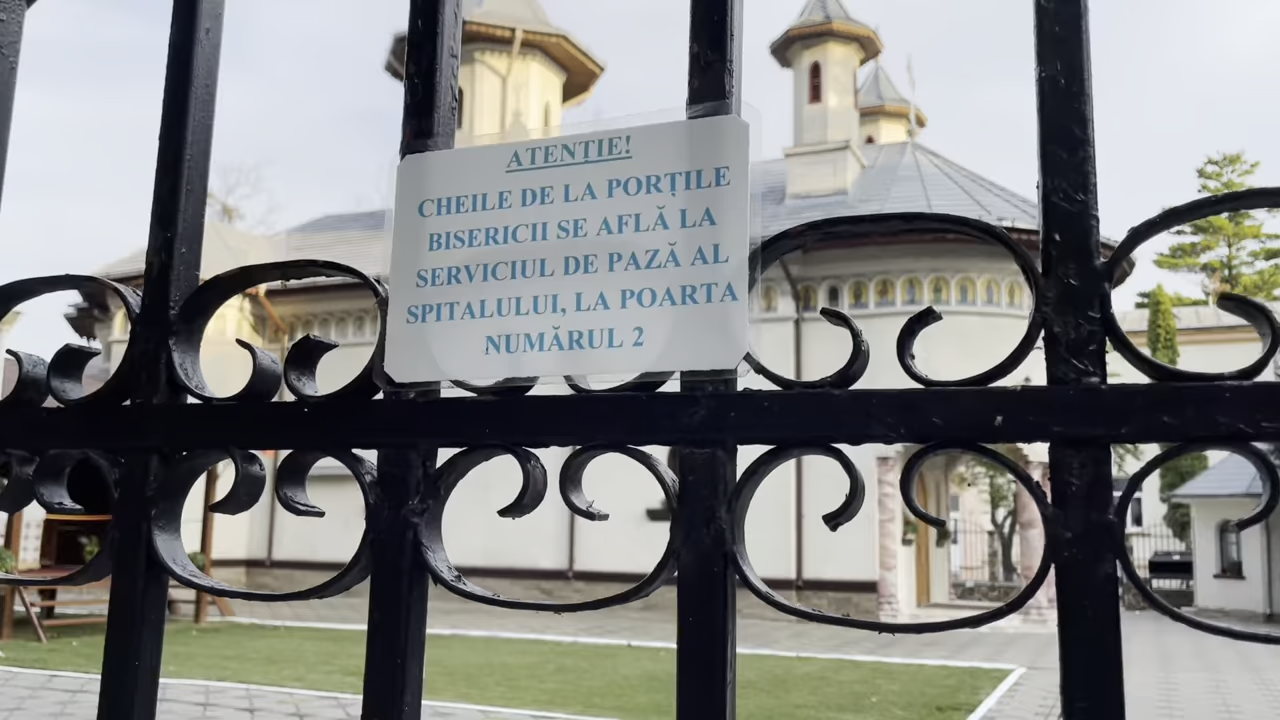 ATENȚIE!
CHEILE DE LA PORȚILE
BISERICII SE AFLĂ LA
SERVICIUL DE PAZĂ AL
SPITALULUI, LA POARTA
NUMĂRUL 2